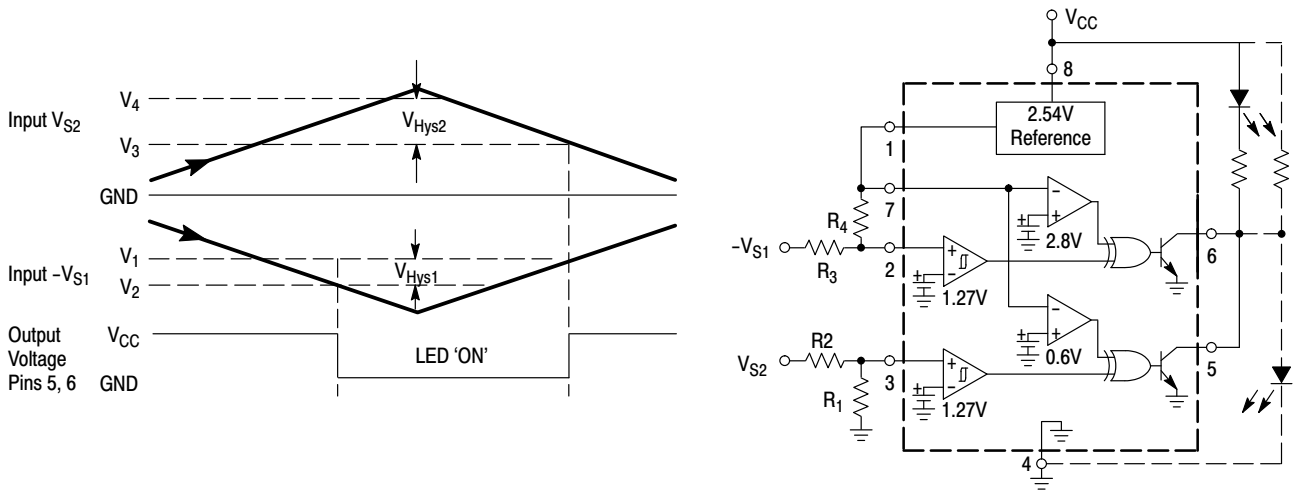 Input VS2
V4
V3
VHys2
GND
Input –VS1
V1
V2
VHys1
Output
Voltage
Pins 5, 6
VCC
GND
LED ‘ON’
VCC
8
2.54V
Reference
1
7
R4
–
+
2.8V
–VS1
R3
2
+
–
1.27V
6
–
+
0.6V
VS2
R2
3
+
–
1.27V
R1
5
4